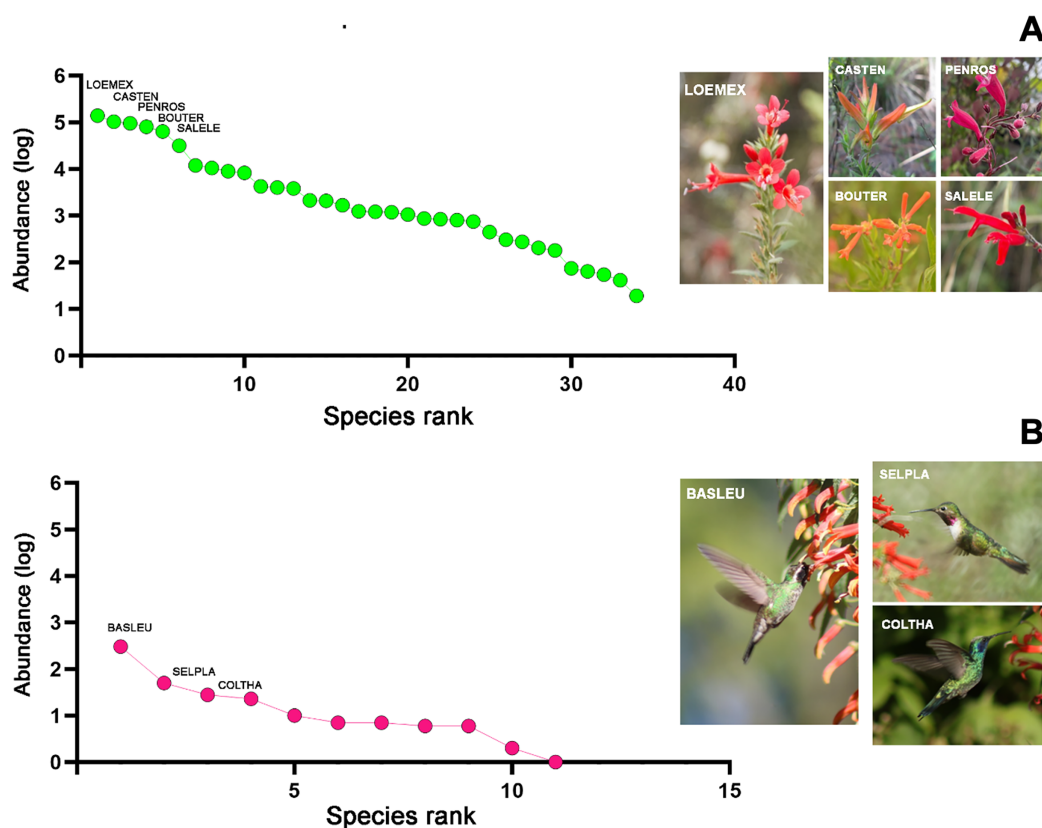 A
6
5
4
3
2
1
0
Abundance (log)
LOEMEX
CASTEN
PENROS
BOUTER
SALELE
10
20
30
40
Species rank
LOEMEX
CASTEN
PENROS
BOUTER
SALELE
B
6
5
4
3
2
1
0
Abundance (log)
BASLEU
SELPLA
COLTHA
5
10
15
Species rank
BASLEU
SELPLA
COLTHA